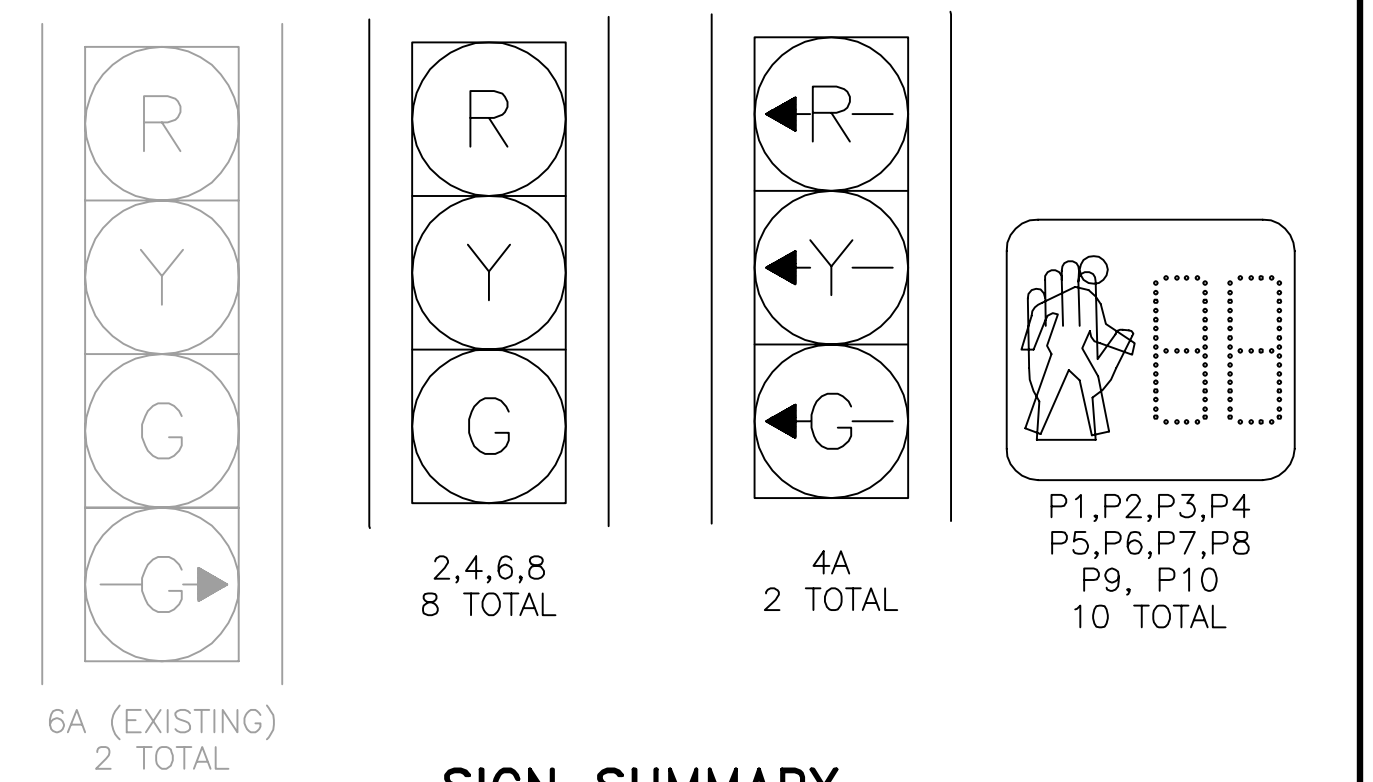 R
Y
G
G
6A (EXISTING)
2 TOTAL
R
Y
G
2,4,6,8
8 TOTAL
R
Y
G
4A
2 TOTAL
88
P1,P2,P3,P4
P5,P6,P7,P8
P9, P10
10 TOTAL
SIGN SUMMARY